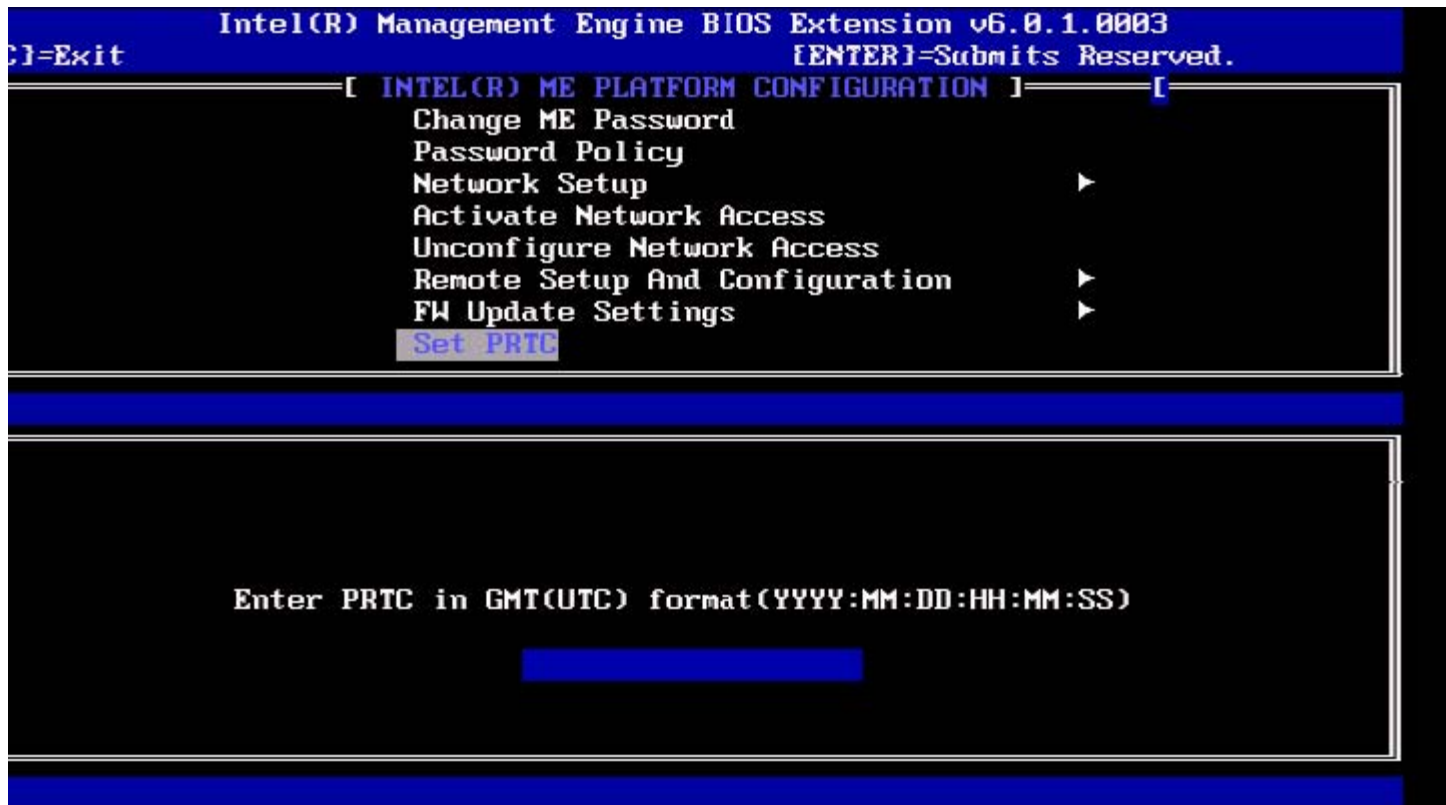 Intel(R) Management Engine BIOS Extension v6.0.1.0003
C]=Exit [ENTER]=Submits Reserved.
[ INTEL(R) ME PLATFORM CONFIGURATION ] [
Change ME Password
Password Policy
Network Setup ►
Activate Network Access
Unconfigure Network Access
Remote Setup And Configuration ►
FW Update Settings ►
Set PRTC
Enter PRTC in GMT(UTC) format(YYYY:MM:DD:HH:MM:SS)